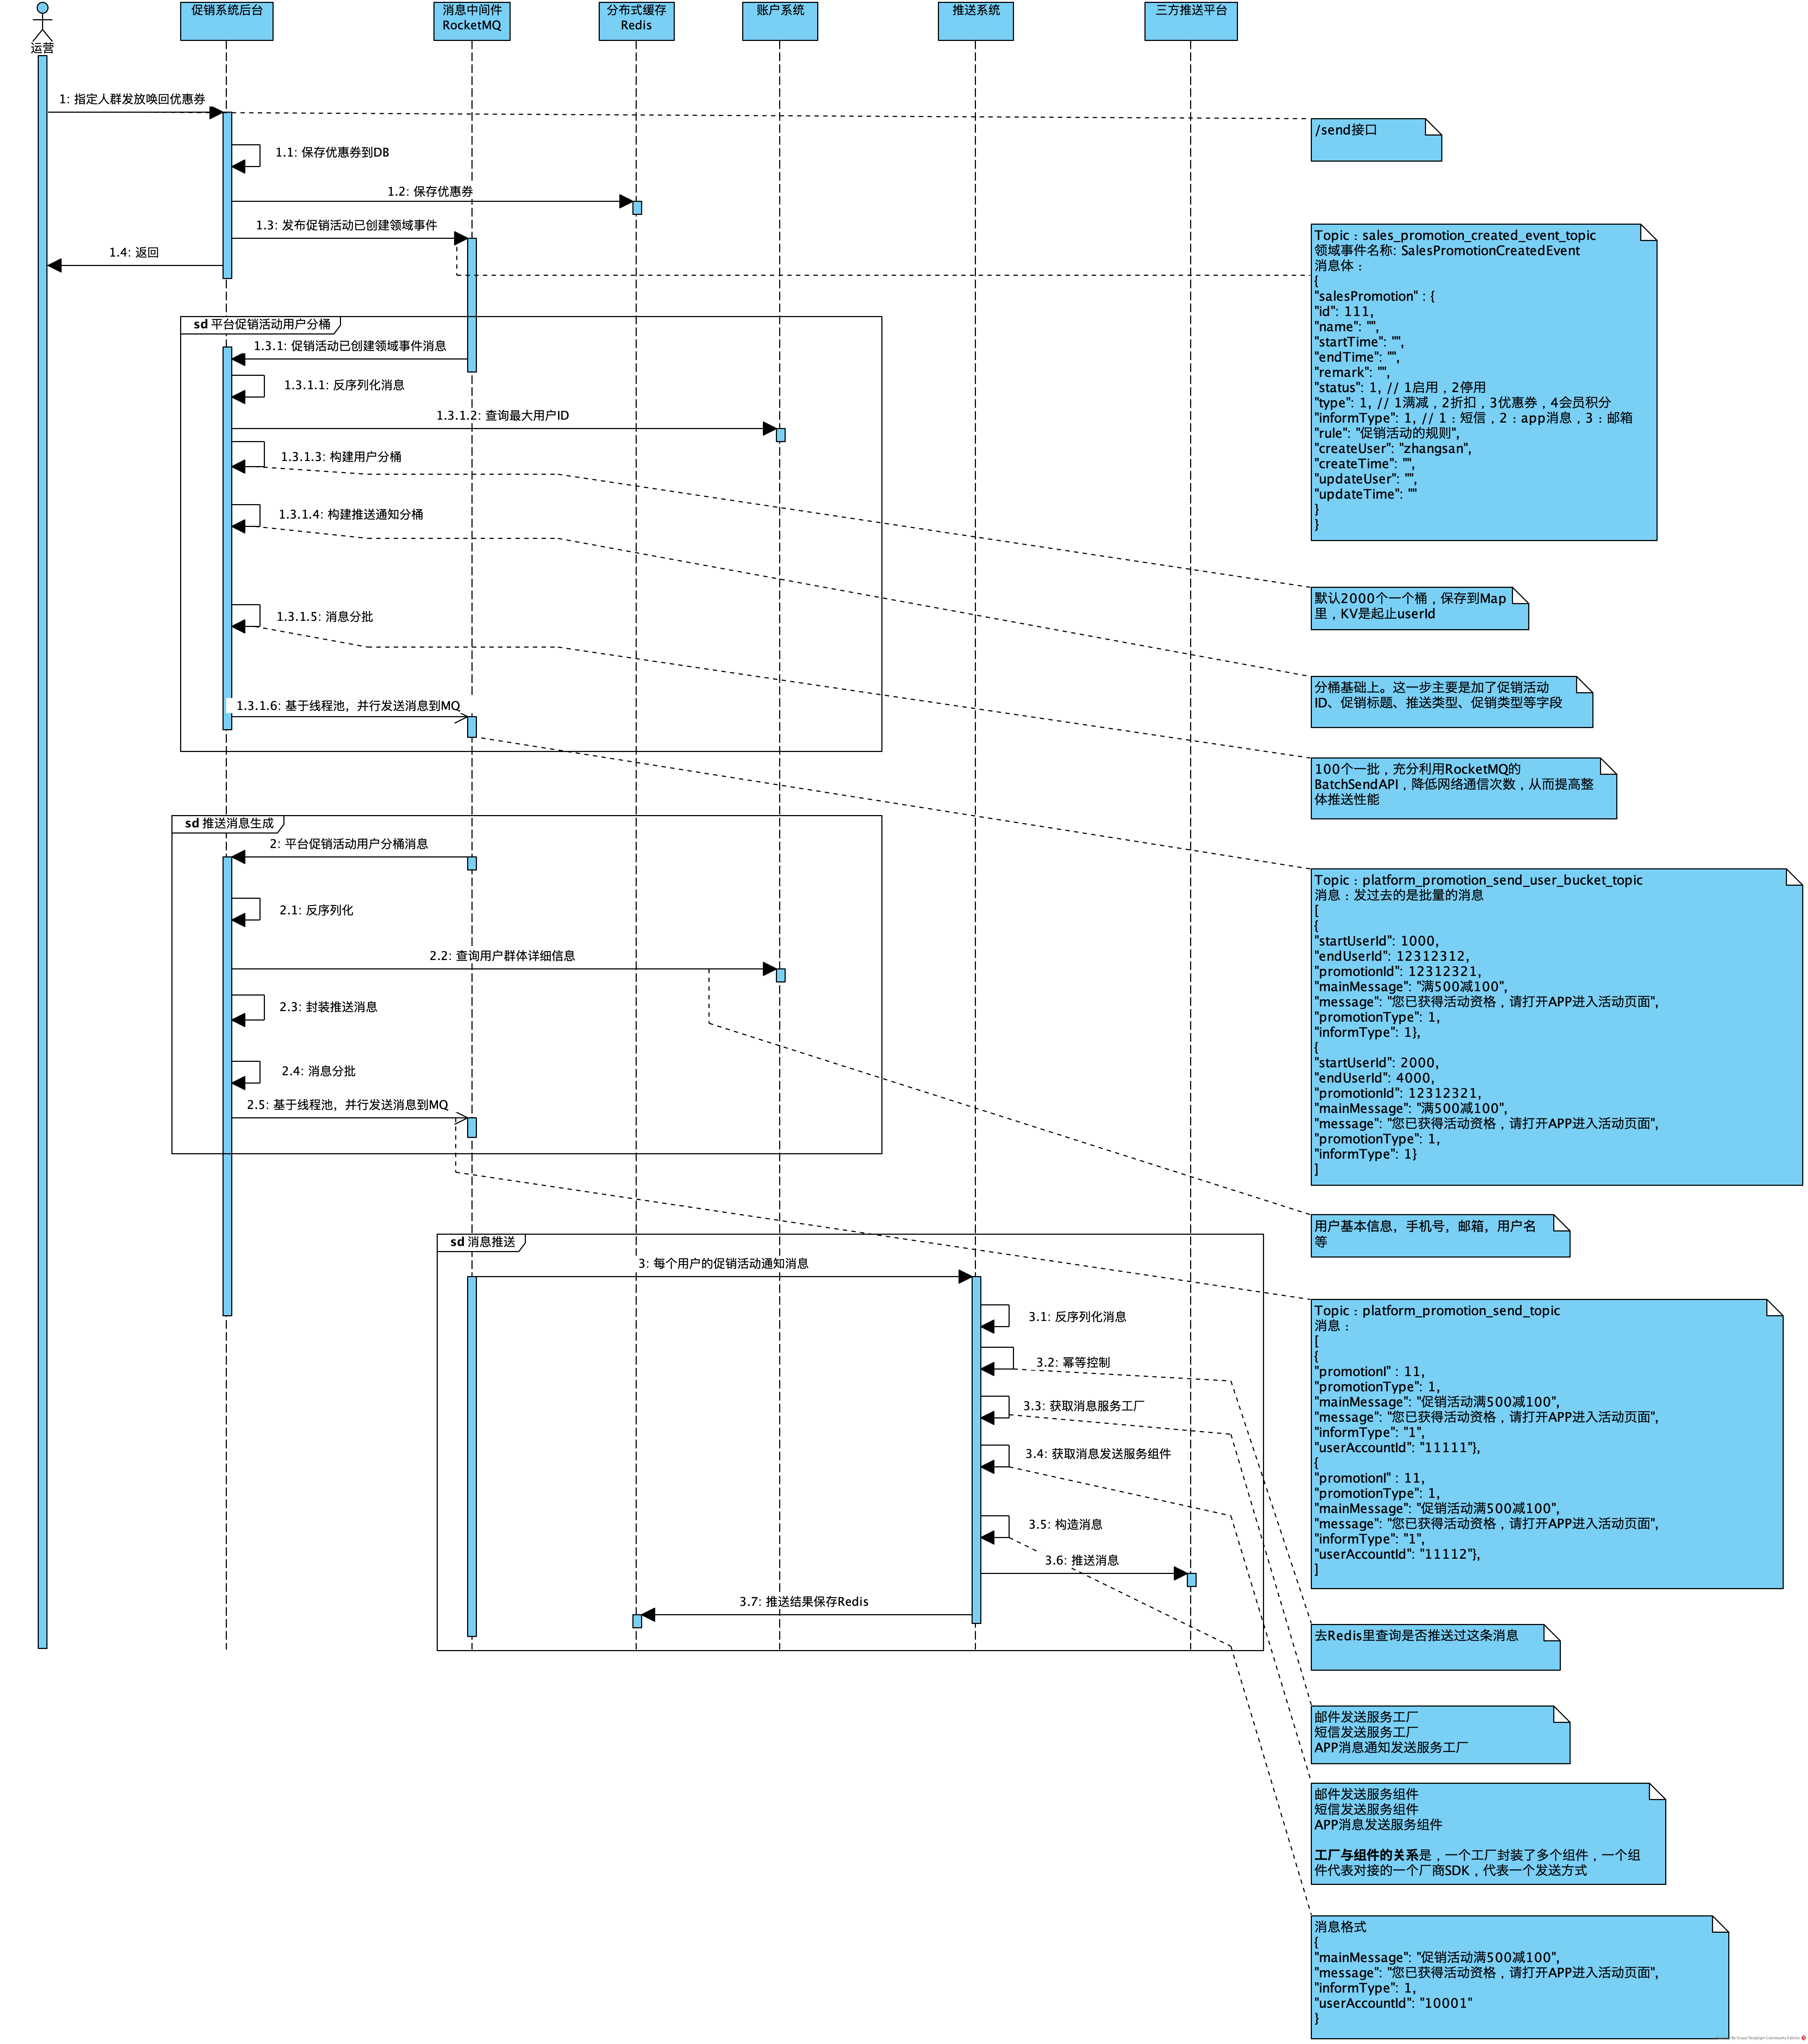 运营
促销系统后台
消息中间件
RocketMQ
分布式缓存
Redis
账户系统
推送系统
三方推送平台
1: 指定人群发放唤回优惠券
/send接口
1.1: 保存优惠券到DB
1.2: 保存优惠券
1.3: 发布促销活动已创建领域事件
1.4: 返回
Topic：sales_promotion_created_event_topic
领域事件名称: SalesPromotionCreatedEvent
消息体：
{
"salesPromotion" : {
"id": 111,
"name": "",
"startTime": "",
"endTime": "",
"remark": "",
"status": 1, // 1启用，2停用
"type": 1, // 1满减，2折扣，3优惠券，4会员积分
"informType": 1, // 1：短信，2：app消息，3：邮箱
"rule": "促销活动的规则",
"createUser": "zhangsan",
"createTime": "",
"updateUser": "",
"updateTime": ""
}
}
sd 平台促销活动用户分桶
1.3.1: 促销活动已创建领域事件消息
1.3.1.1: 反序列化消息
1.3.1.2: 查询最大用户ID
1.3.1.3: 构建用户分桶
1.3.1.4: 构建推送通知分桶
1.3.1.5: 消息分批
1.3.1.6: 基于线程池，并行发送消息到MQ
默认2000个一个桶，保存到Map
里，KV是起止userId
分桶基础上。这一步主要是加了促销活动
ID、促销标题、推送类型、促销类型等字段
100个一批，充分利用RocketMQ的
BatchSendAPI，降低网络通信次数，从而提高整
体推送性能
sd 推送消息生成
2: 平台促销活动用户分桶消息
2.1: 反序列化
2.2: 查询用户群体详细信息
2.3: 封装推送消息
2.4: 消息分批
2.5: 基于线程池，并行发送消息到MQ
Topic：platform_promotion_send_user_bucket_topic
消息：发过去的是批量的消息
[
{
"startUserId": 1000,
"endUserId": 12312312,
"promotionId": 12312321,
"mainMessage": "满500减100",
"message": "您已获得活动资格，请打开APP进入活动页面",
"promotionType": 1,
"informType": 1},
{
"startUserId": 2000,
"endUserId": 4000,
"promotionId": 12312321,
"mainMessage": "满500减100",
"message": "您已获得活动资格，请打开APP进入活动页面",
"promotionType": 1,
"informType": 1}
]
用户基本信息，手机号，邮箱，用户名
等
sd 消息推送
3: 每个用户的促销活动通知消息
3.1: 反序列化消息
3.2: 幂等控制
3.3: 获取消息服务工厂
3.4: 获取消息发送服务组件
3.5: 构造消息
3.6: 推送消息
3.7: 推送结果保存Redis
Topic：platform_promotion_send_topic
消息：
[
{
"promotionI" : 11,
"promotionType": 1,
"mainMessage": "促销活动满500减100",
"message": "您已获得活动资格，请打开APP进入活动页面",
"informType": "1",
"userAccountId": "11111"},
{
"promotionI" : 11,
"promotionType": 1,
"mainMessage": "促销活动满500减100",
"message": "您已获得活动资格，请打开APP进入活动页面",
"informType": "1",
"userAccountId": "11112"},
]
去Redis里查询是否推送过这条消息
邮件发送服务工厂
短信发送服务工厂
APP消息通知发送服务工厂
邮件发送服务组件
短信发送服务组件
APP消息发送服务组件
工厂与组件的关系是，一个工厂封装了多个组件，一个组
件代表对接的一个厂商SDK，代表一个发送方式
消息格式
{
"mainMessage": "促销活动满500减100",
"message": "您已获得活动资格，请打开APP进入活动页面",
"informType": 1,
"userAccountId": "10001"
}
Visual Paradigm Community Edition